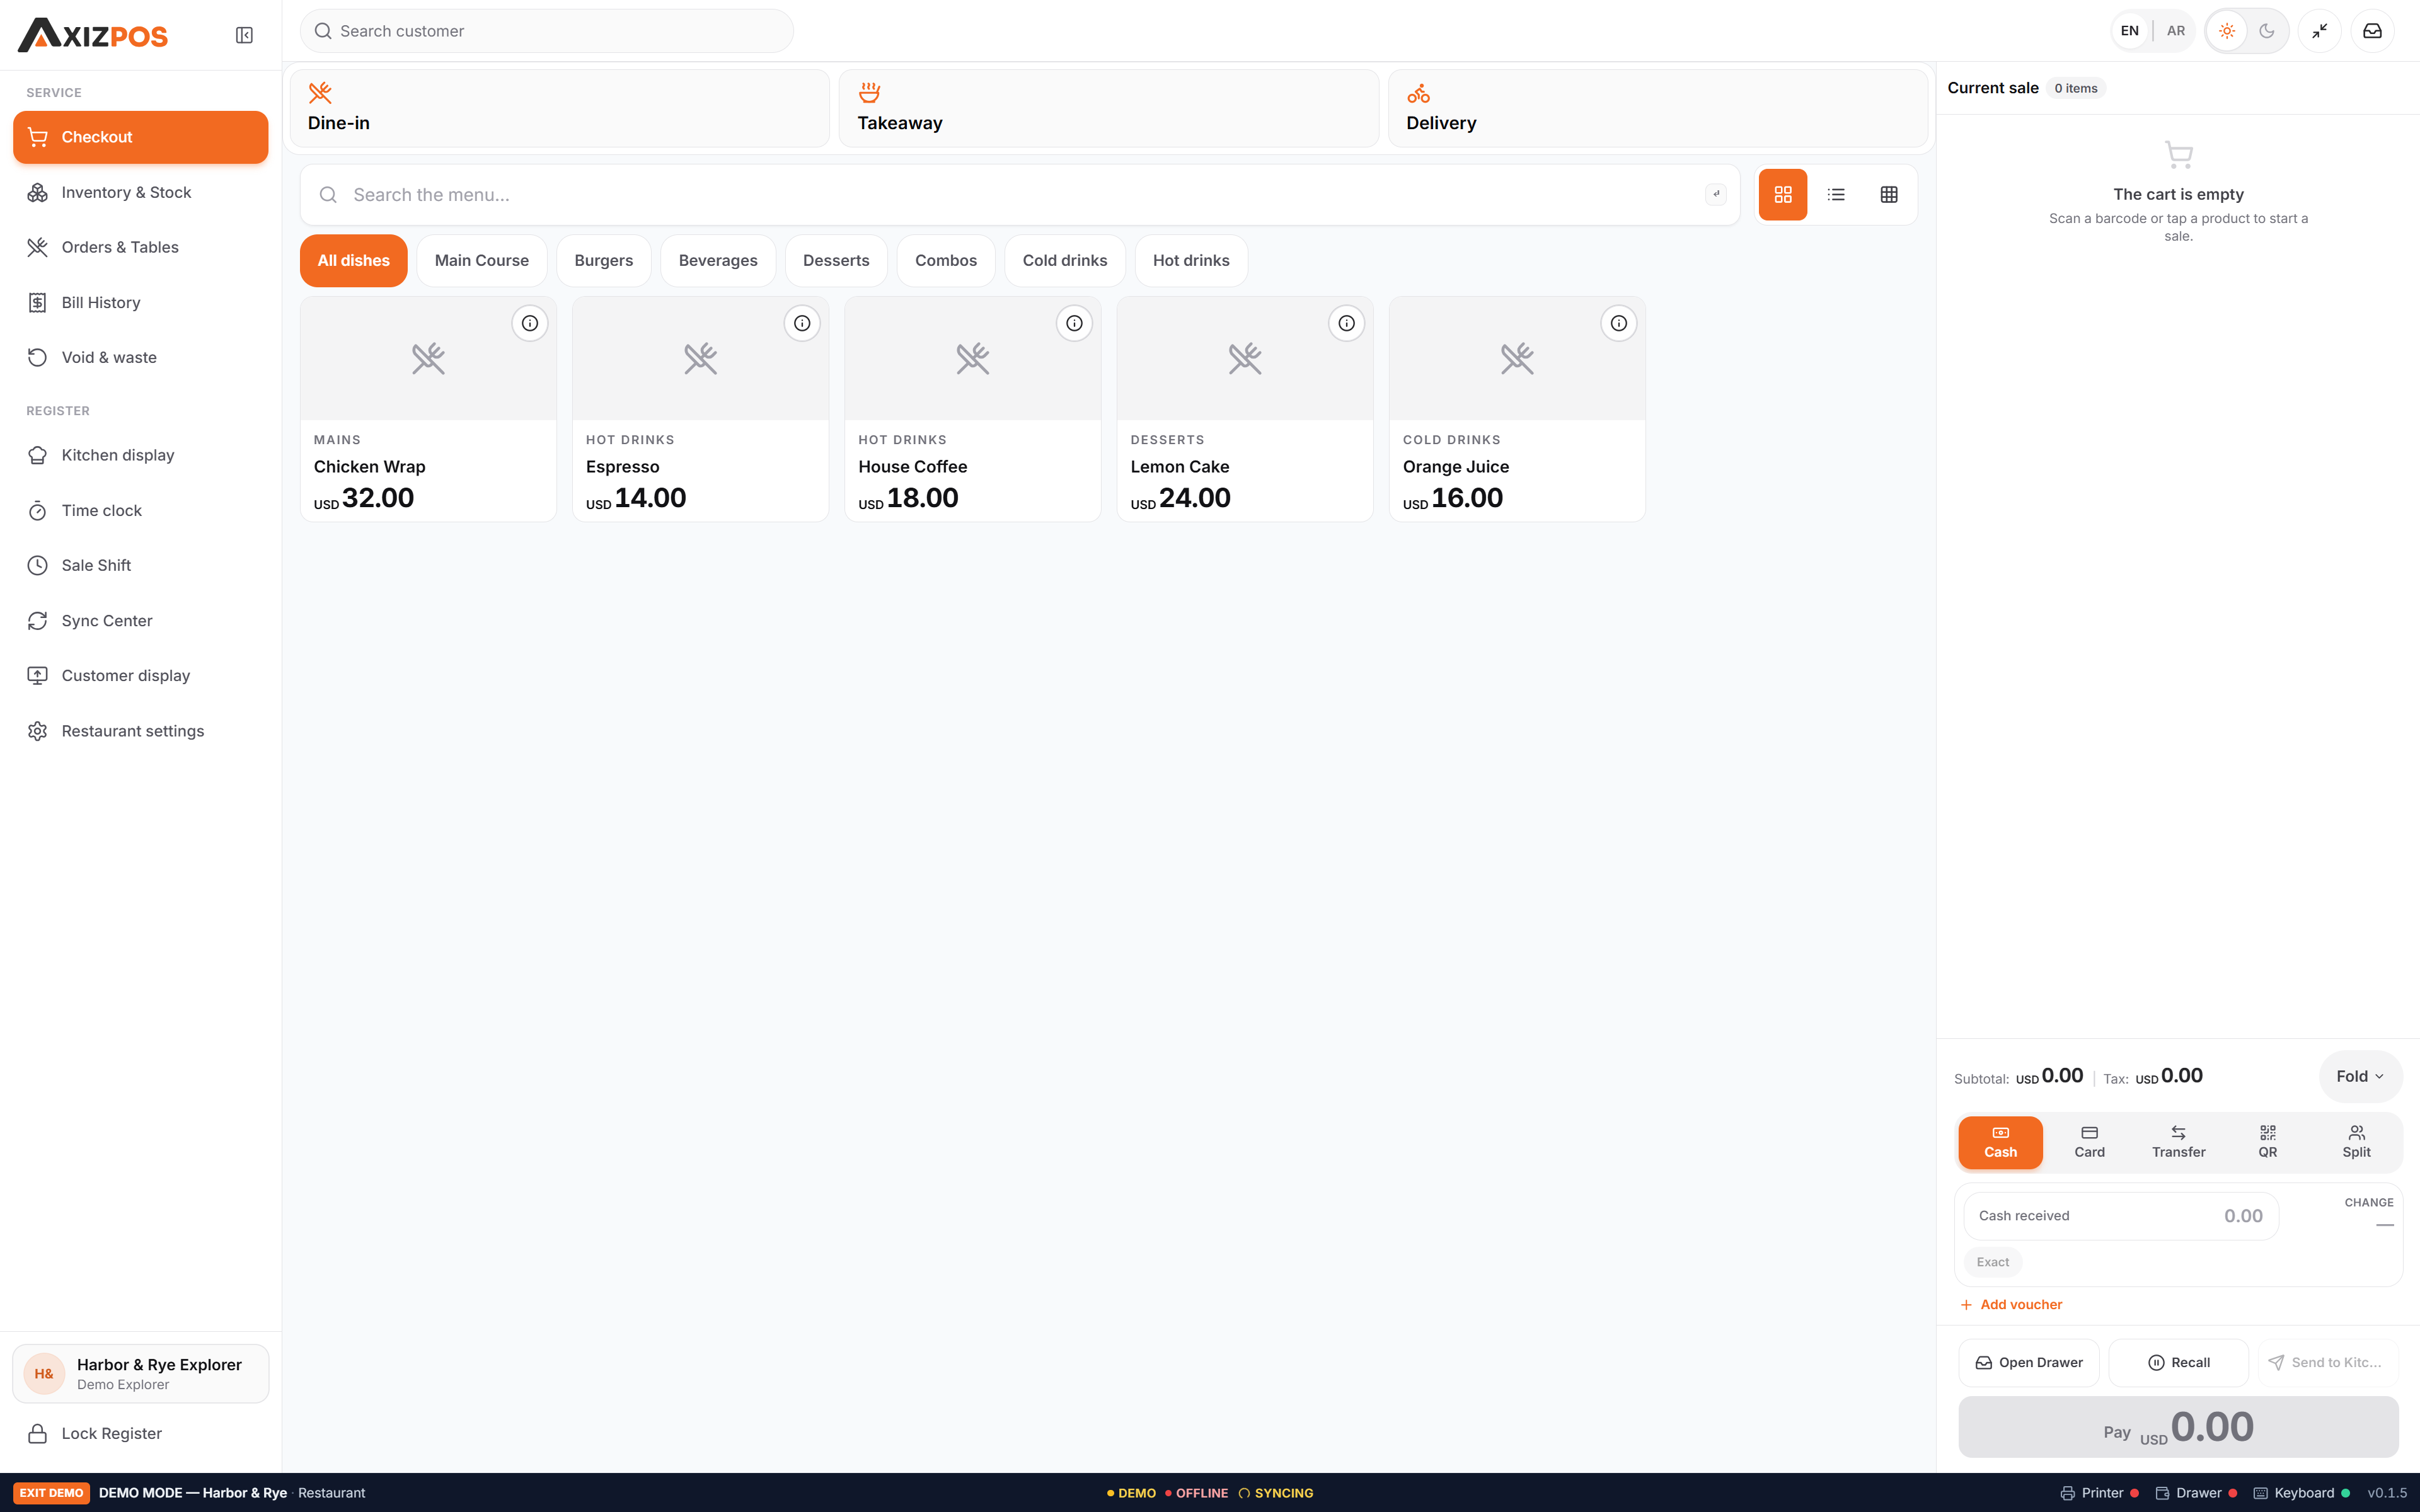 AXIZPOS
Search customer
EN
AR
SERVICE
Checkout
Inventory & Stock
Orders & Tables
Bill History
Void & waste
REGISTER
Kitchen display
Time clock
Sale Shift
Sync Center
Customer display
Restaurant settings
H&
Harbor & Rye Explorer
Demo Explorer
Lock Register
Dine-in
Takeaway
Delivery
Search the menu...
All dishes
Main Course
Burgers
Beverages
Desserts
Combos
Cold drinks
Hot drinks
MAINS
Chicken Wrap
USD 32.00
HOT DRINKS
Espresso
USD 14.00
HOT DRINKS
House Coffee
USD 18.00
DESSERTS
Lemon Cake
USD 24.00
COLD DRINKS
Orange Juice
USD 16.00
Current sale
0 items
The cart is empty
Scan a barcode or tap a product to start a
sale.
Subtotal: USD 0.00 | Tax: USD 0.00
Fold
Cash
Card
Transfer
QR
Split
Cash received
0.00
CHANGE
—
Exact
+ Add voucher
Open Drawer
Recall
Send to Kitc...
Pay USD 0.00
EXIT DEMO
DEMO MODE — Harbor & Rye · Restaurant
DEMO
OFFLINE
SYNCING
Printer
Drawer
Keyboard
v0.1.5